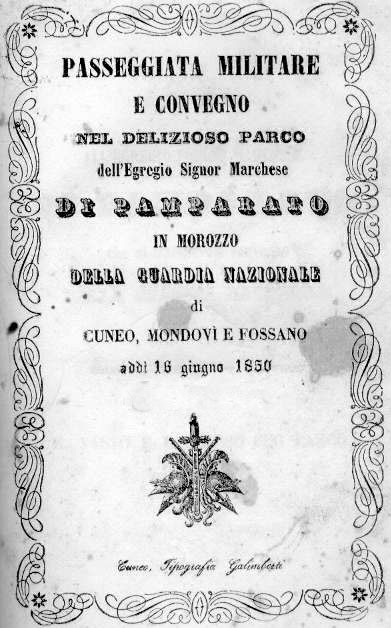 PASSEGGIATA MILITARE
E CONVEGNO
NEL DELIZIOSO PARCO
dell'Egregio Signor Marchese
DI PAMPARATO
IN MOROZZO
DELLA GUARDIA NAZIONALE
di
CUNEO, MONDOVÌ E FOSSANO
addì 16 giugno 1850
Cuneo, Tipografia Galimberti